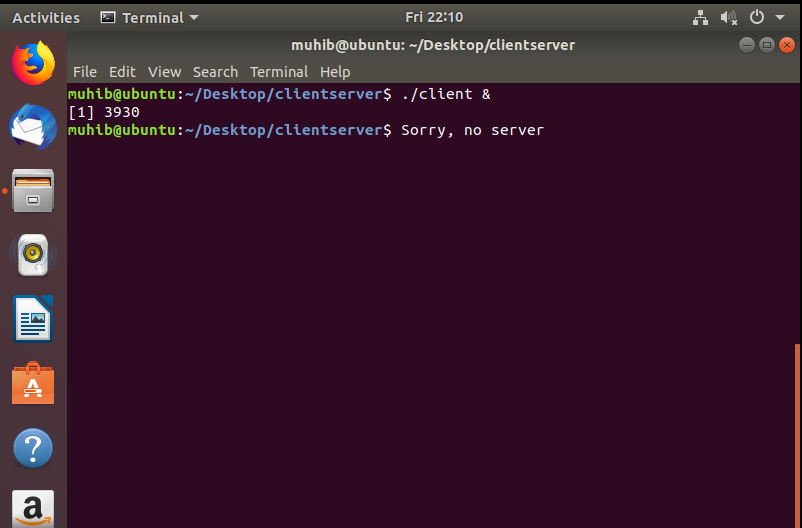 Activities Terminal Fri 22:10
muhib@ubuntu: ~/Desktop/clientserver
File Edit View Search Terminal Help
muhib@ubuntu:~/Desktop/clientserver$ ./client &
[1] 3930
muhib@ubuntu:~/Desktop/clientserver$ Sorry, no server
A
?
a